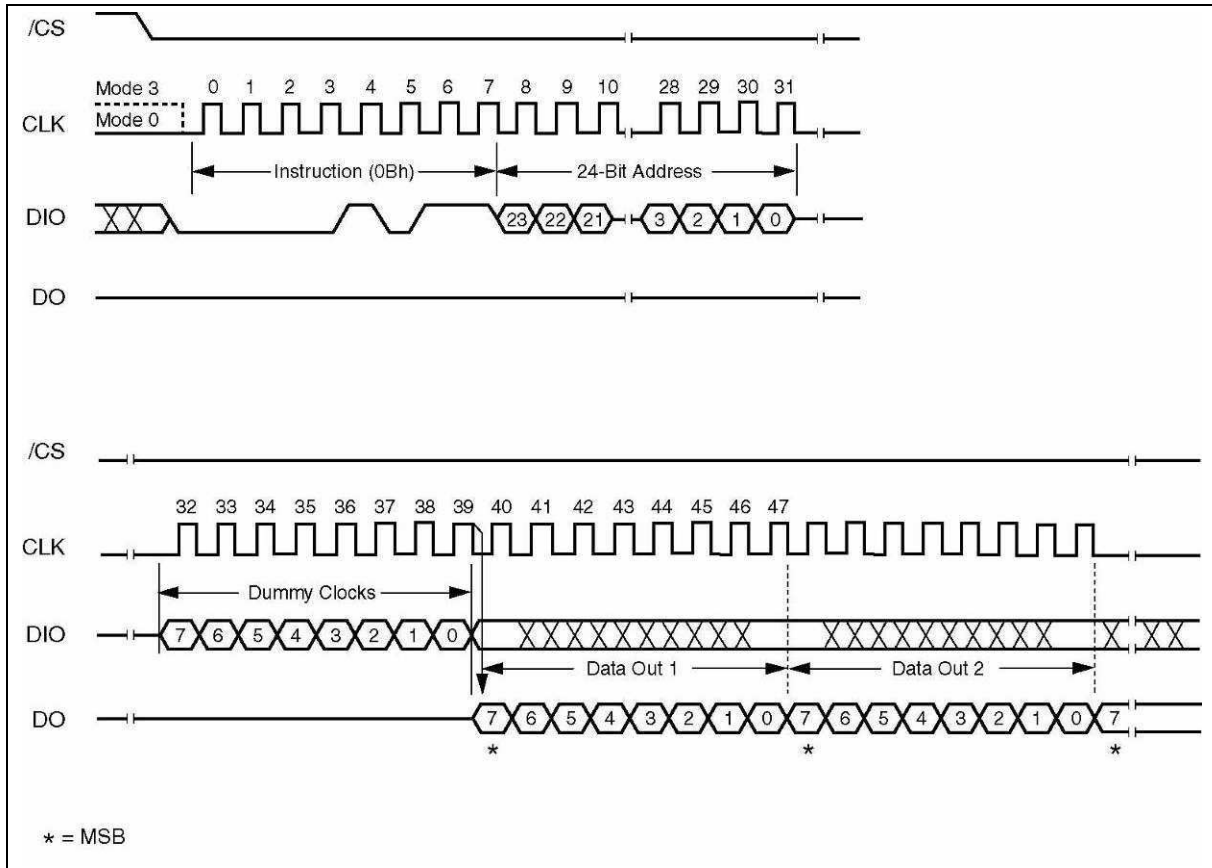 /CS
Mode 3 0 1 2 3 4 5 6 7 8 9 10 28 29 30 31
CLK Mode 0
Instruction (0Bh) 24-Bit Address
DIO 23 22 21 3 2 1 0
DO
/CS
32 33 34 35 36 37 38 39 40 41 42 43 44 45 46 47
CLK
Dummy Clocks
DIO 7 6 5 4 3 2 1 0
Data Out 1 Data Out 2
DO 7 6 5 4 3 2 1 0 7 6 5 4 3 2 1 0 7
* * *
* = MSB